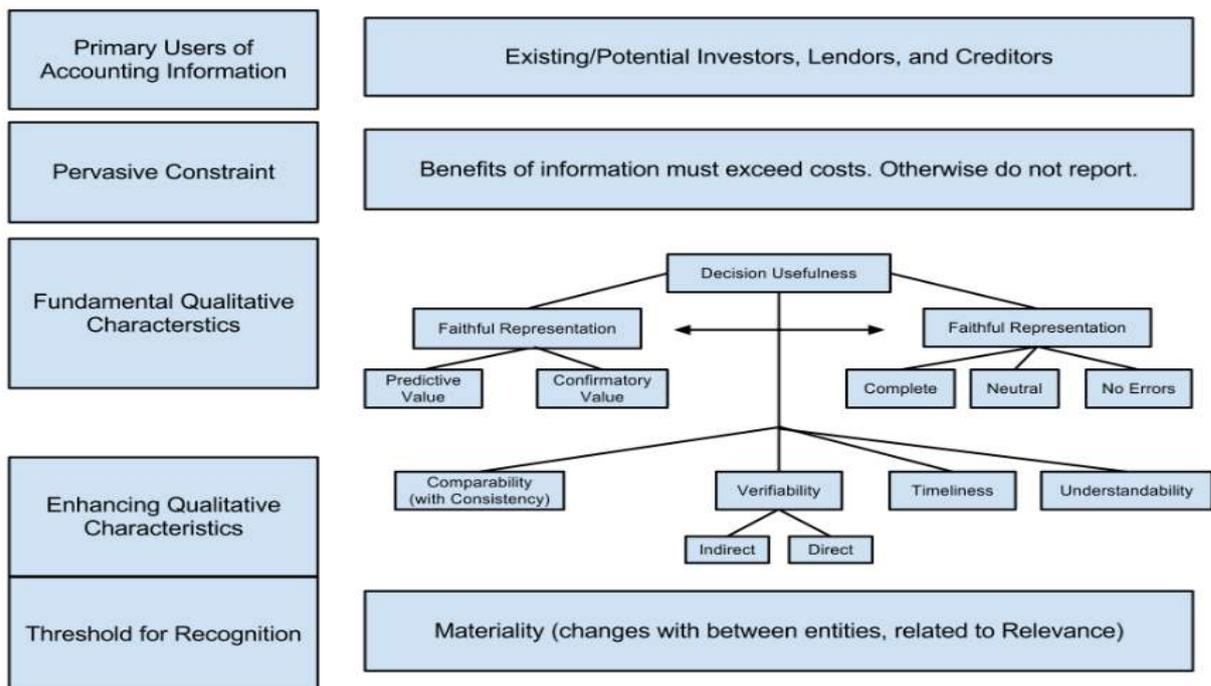 Primary Users of
Accounting Information
Existing/Potential Investors, Lendors, and Creditors
Pervasive Constraint
Benefits of information must exceed costs. Otherwise do not report.
Fundamental Qualitative
Characterstics
Decision Usefulness
Faithful Representation
Faithful Representation
Predictive
Value
Confirmatory
Value
Complete
Neutral
No Errors
Enhancing Qualitative
Characteristics
Comparability
(with Consistency)
Verifiability
Timeliness
Understandability
Indirect
Direct
Threshold for Recognition
Materiality (changes with between entities, related to Relevance)